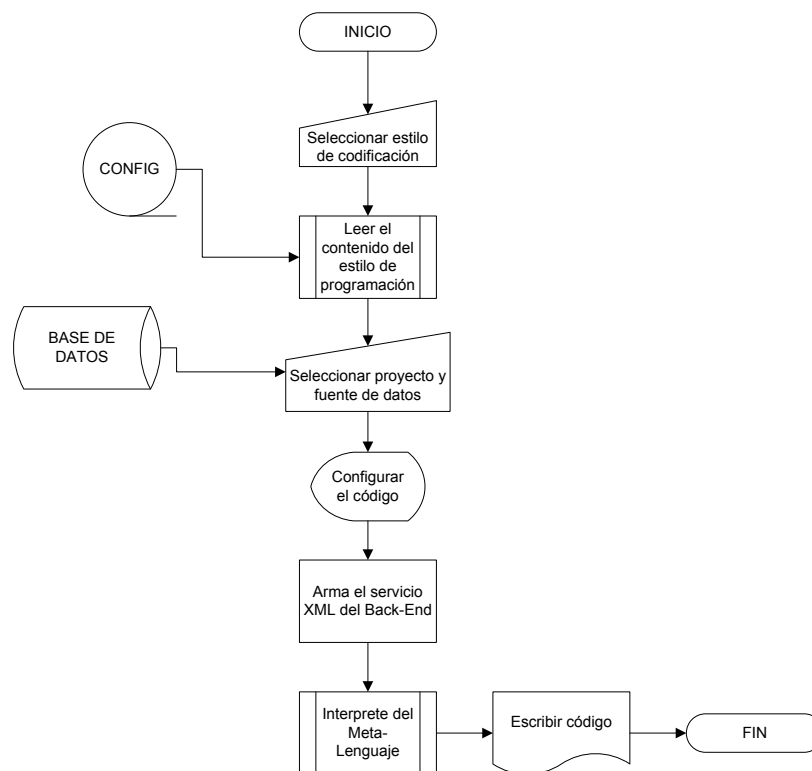 INICIO
Seleccionar estilo
de codificación
CONFIG
Leer el
contenido del
estilo de
programación
BASE DE
DATOS
Seleccionar proyecto y
fuente de datos
Configurar
el código
Arma el servicio
XML del Back-End
Interprete del
Meta-
Lenguaje
Escribir código
FIN